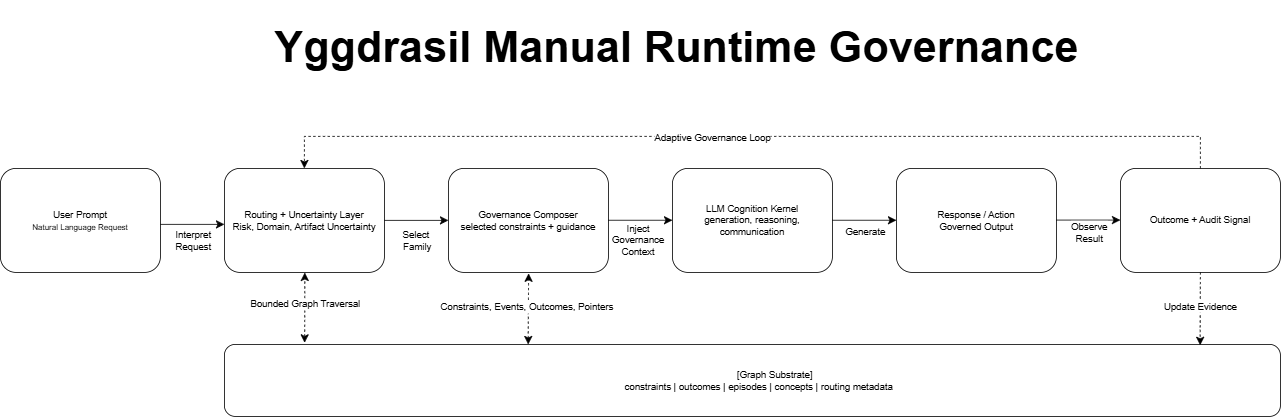 Yggdrasil Manual Runtime Governance
Adaptive Governance Loop
User Prompt
Natural Language Request
Interpret
Request
Routing + Uncertainty Layer
Risk, Domain, Artifact Uncertainty
Select
Family
Governance Composer
selected constraints + guidance
Inject
Governance
Context
LLM Cognition Kernel
generation, reasoning,
communication
Generate
Response / Action
Governed Output
Observe
Result
Outcome + Audit Signal
Bounded Graph Traversal
Constraints, Events, Outcomes, Pointers
Update Evidence
[Graph Substrate]
constraints | outcomes | episodes | concepts | routing metadata